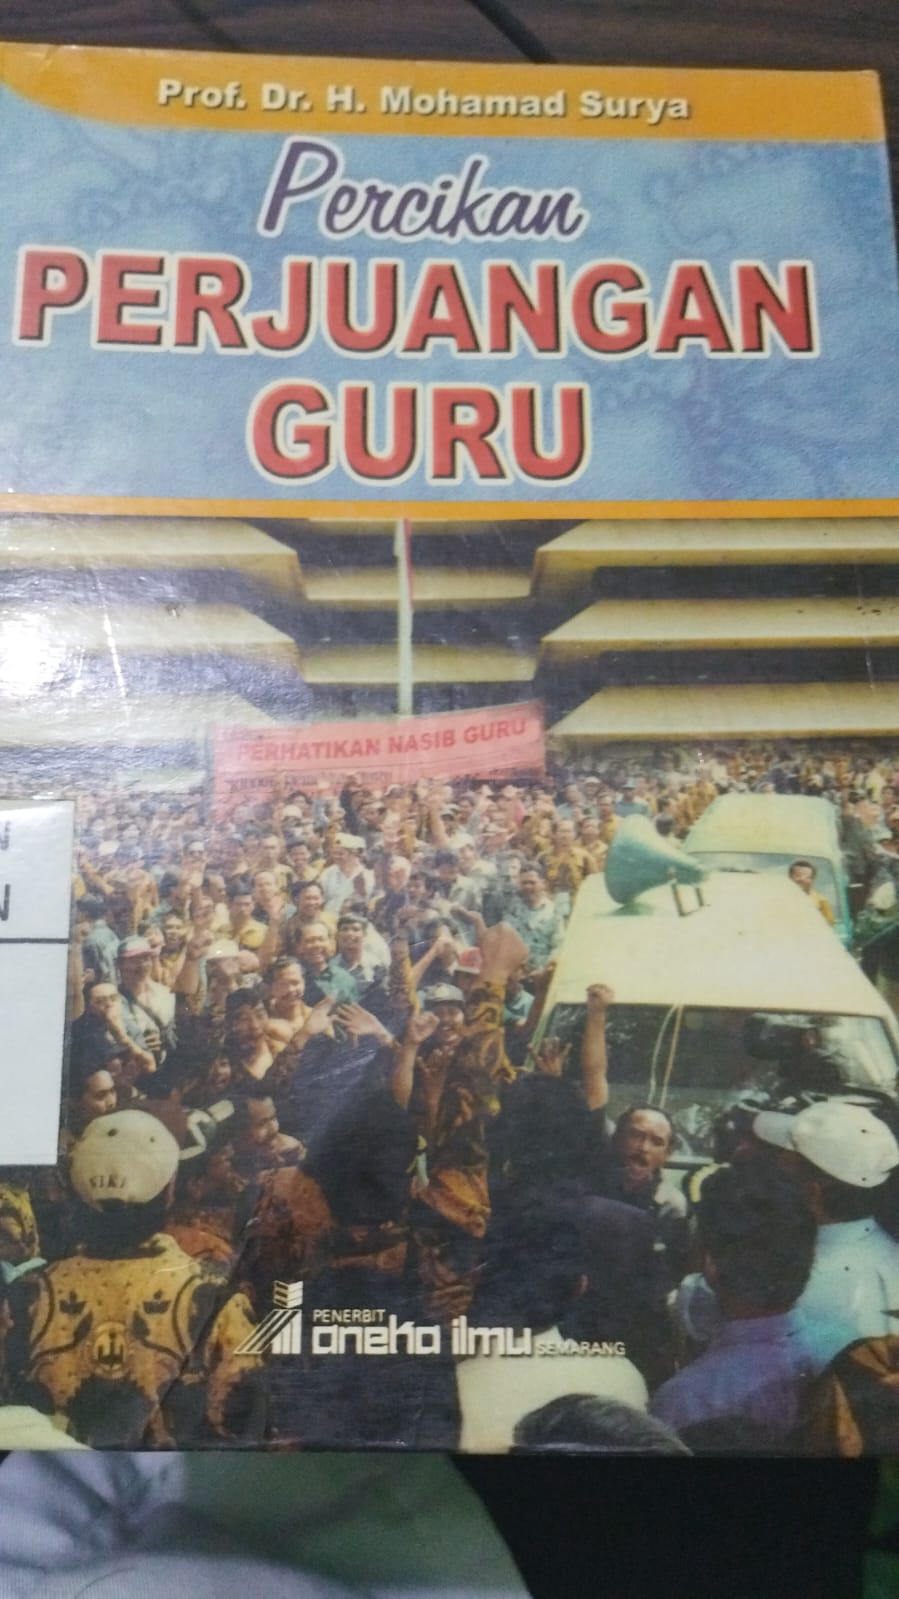 Prof. Dr. H. Mohamad Surya
Percikan
PERJUANGAN
GURU
PERHATIKAN NASIB GURU
N
N
PENERBIT
aneka ilmu SEMARANG